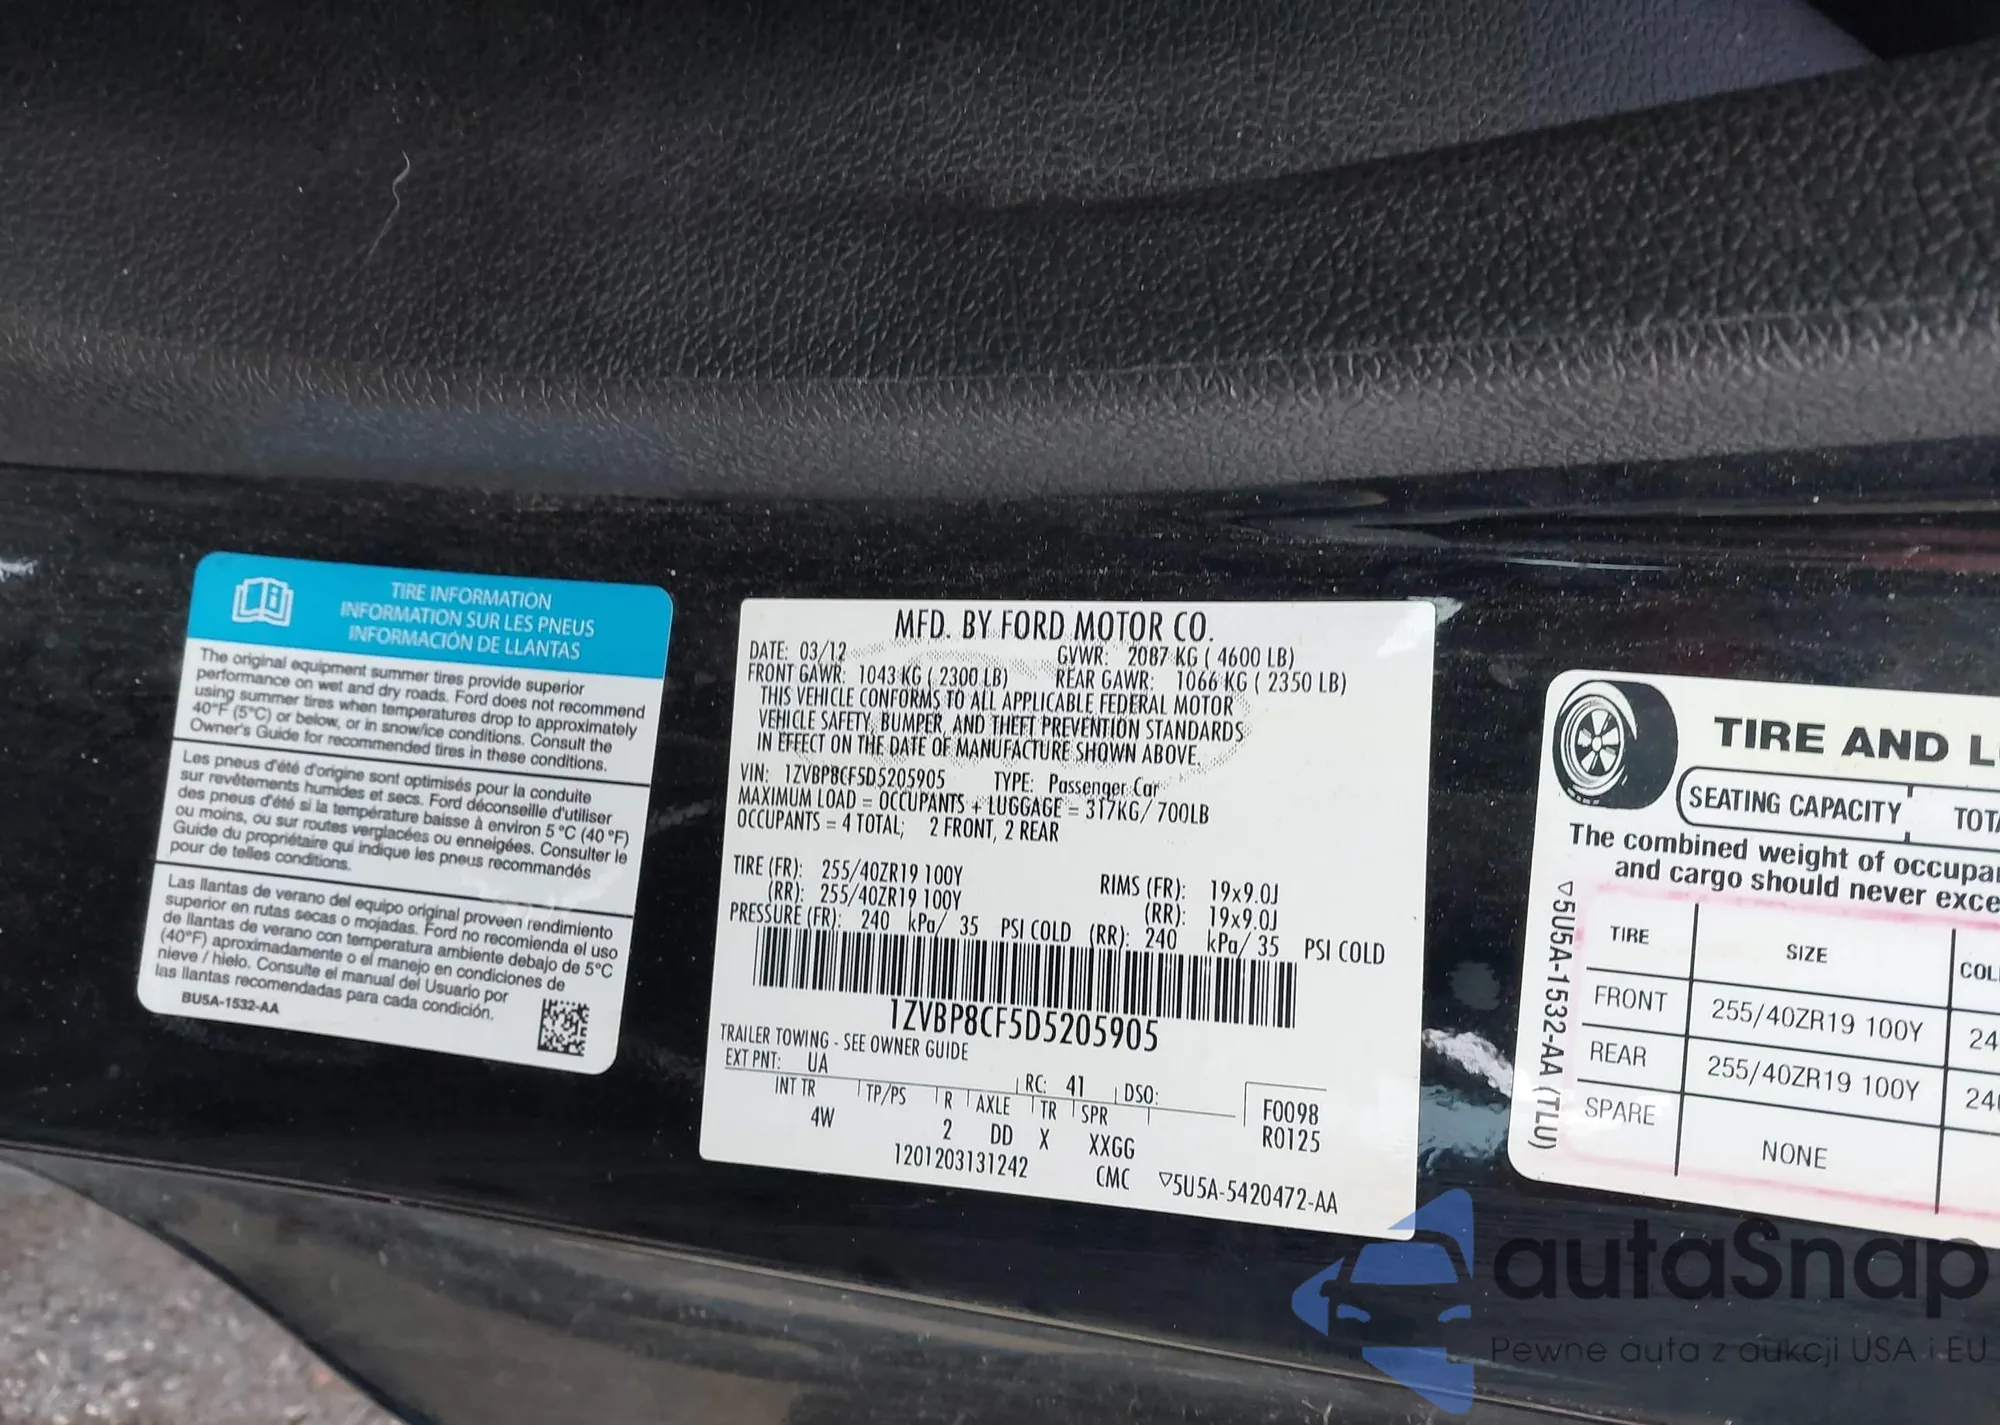 TIRE INFORMATION
INFORMATION SUR LES PNEUS
INFORMACIÓN DE LLANTAS
The original equipment summer tires provide superior
performance on wet and dry roads. Ford does not recommend
using summer tires when temperatures drop to approximately
40°F (5°C) or below, or in snow/ice conditions. Consult the
Owner's Guide for recommended tires in these conditions.
Les pneus d'été d'origine sont optimisés pour la conduite
sur revêtements humides et secs. Ford déconseille d'utiliser
des pneus d'été si la température baisse à environ 5 °C (40 °F)
ou moins, ou sur routes verglacées ou enneigées. Consulter le
Guide du propriétaire qui indique les pneus recommandés
pour de telles conditions.
Las llantas de verano del equipo original proveen rendimiento
superior en rutas secas o mojadas. Ford no recomienda el uso
de llantas de verano con temperatura ambiente debajo de 5°C
(40°F) aproximadamente o el manejo en condiciones de
nieve / hielo. Consulte el manual del Usuario por
las llantas recomendadas para cada condición.
BU5A-1532-AA
MFD. BY FORD MOTOR CO.
DATE: 03/12 GVWR: 2087 KG ( 4600 LB)
FRONT GAWR: 1043 KG ( 2300 LB) REAR GAWR: 1066 KG ( 2350 LB)
THIS VEHICLE CONFORMS TO ALL APPLICABLE FEDERAL MOTOR
VEHICLE SAFETY, BUMPER, AND THEFT PREVENTION STANDARDS
IN EFFECT ON THE DATE OF MANUFACTURE SHOWN ABOVE.
VIN: 1ZVBP8CF5D5205905 TYPE: Passenger Car
MAXIMUM LOAD = OCCUPANTS + LUGGAGE = 317KG/ 700LB
OCCUPANTS = 4 TOTAL; 2 FRONT, 2 REAR
TIRE (FR): 255/40ZR19 100Y RIMS (FR): 19x9.0J
(RR): 255/40ZR19 100Y (RR): 19x9.0J
PRESSURE (FR): 240 kPa/ 35 PSI COLD (RR): 240 kPa/ 35 PSI COLD
1ZVBP8CF5D5205905
TRAILER TOWING - SEE OWNER GUIDE
EXT PNT: UA RC: 41 DSO:
INT TR TP/PS R AXLE TR SPR
4W 2 DD X XXGG
F0098
R0125
1201203131242 CMC ▽5U5A-5420472-AA
TIRE AND L
SEATING CAPACITY TOTA
The combined weight of occupa
and cargo should never exce
TIRE SIZE COL
FRONT 255/40ZR19 100Y 24
REAR 255/40ZR19 100Y 240
SPARE NONE
▽5U5A-1532-AA (TLU)
autaSnap
Pewne auta z aukcji USA i EU